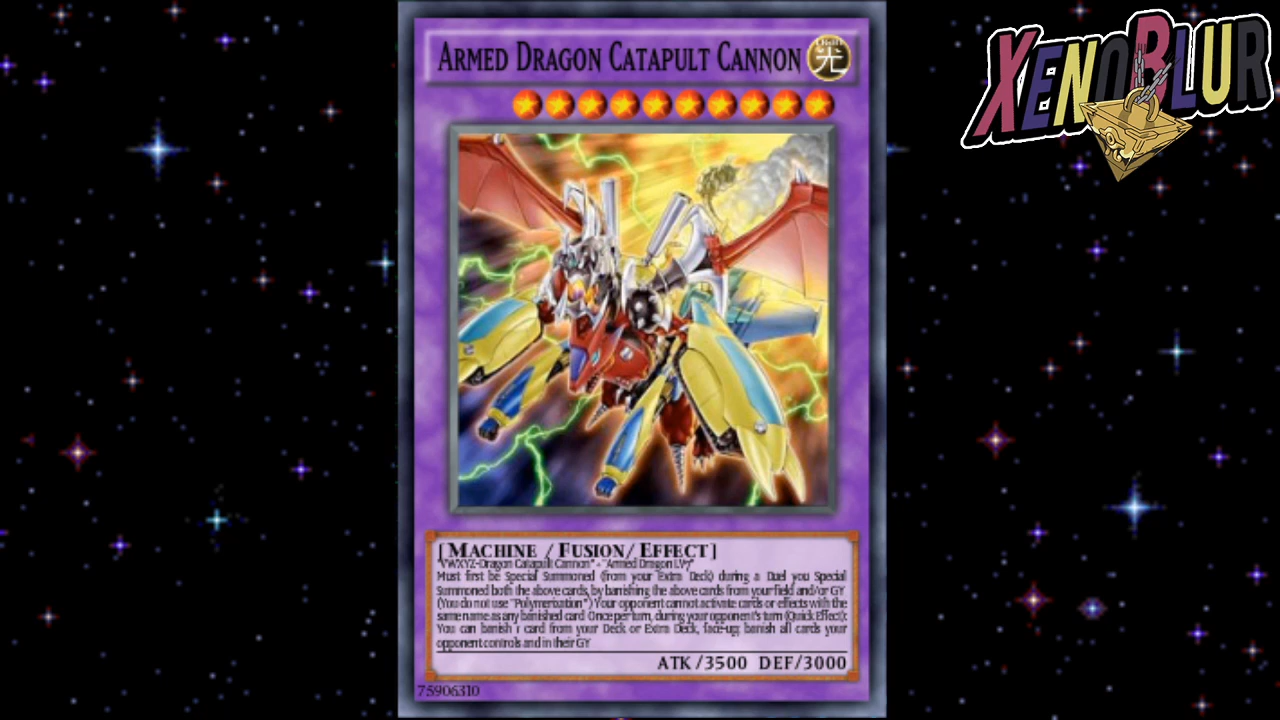 ARMED DRAGON CATAPULT CANNON
LIGHT
光
XENOBLUR
[MACHINE / FUSION/ EFFECT]
"VWXYZ-Dragon Catapult Cannon" + "Armed Dragon LV7"
Must first be Special Summoned (from your Extra Deck) during a Duel you Special
Summoned both the above cards, by banishing the above cards from your field and/or GY
(You do not use "Polymerization") Your opponent cannot activate cards or effects with the
same name as any banished card Once per turn, during your opponent's turn (Quick Effect):
You can banish 1 card from your Deck or Extra Deck, face-up; banish all cards your
opponent controls and in their GY
ATK/3500 DEF/3000
75906310